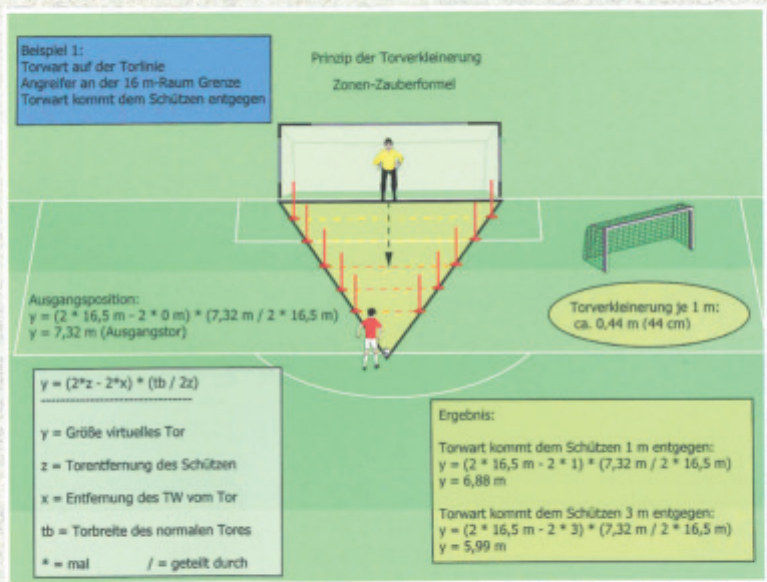 Beispiel 1:
Torwart auf der Torlinie
Angreifer an der 16 m-Raum Grenze
Torwart kommt dem Schützen entgegen
Prinzip der Torverkleinerung
Zonen-Zauberformel
Ausgangsposition:
y = (2 * 16,5 m - 2 * 0 m) * (7,32 m / 2 * 16,5 m)
y = 7,32 m (Ausgangstor)
Torverkleinerung je 1 m:
ca. 0,44 m (44 cm)
y = (2*z - 2*x) * (tb / 2z)
--------------------------------
y = Größe virtuelles Tor
z = Torentfernung des Schützen
x = Entfernung des TW vom Tor
tb = Torbreite des normalen Tores
* = mal / = geteilt durch
Ergebnis:
Torwart kommt dem Schützen 1 m entgegen:
y = (2 * 16,5 m - 2 * 1) * (7,32 m / 2 * 16,5 m)
y = 6,88 m
Torwart kommt dem Schützen 3 m entgegen:
y = (2 * 16,5 m - 2 * 3) * (7,32 m / 2 * 16,5 m)
y = 5,99 m